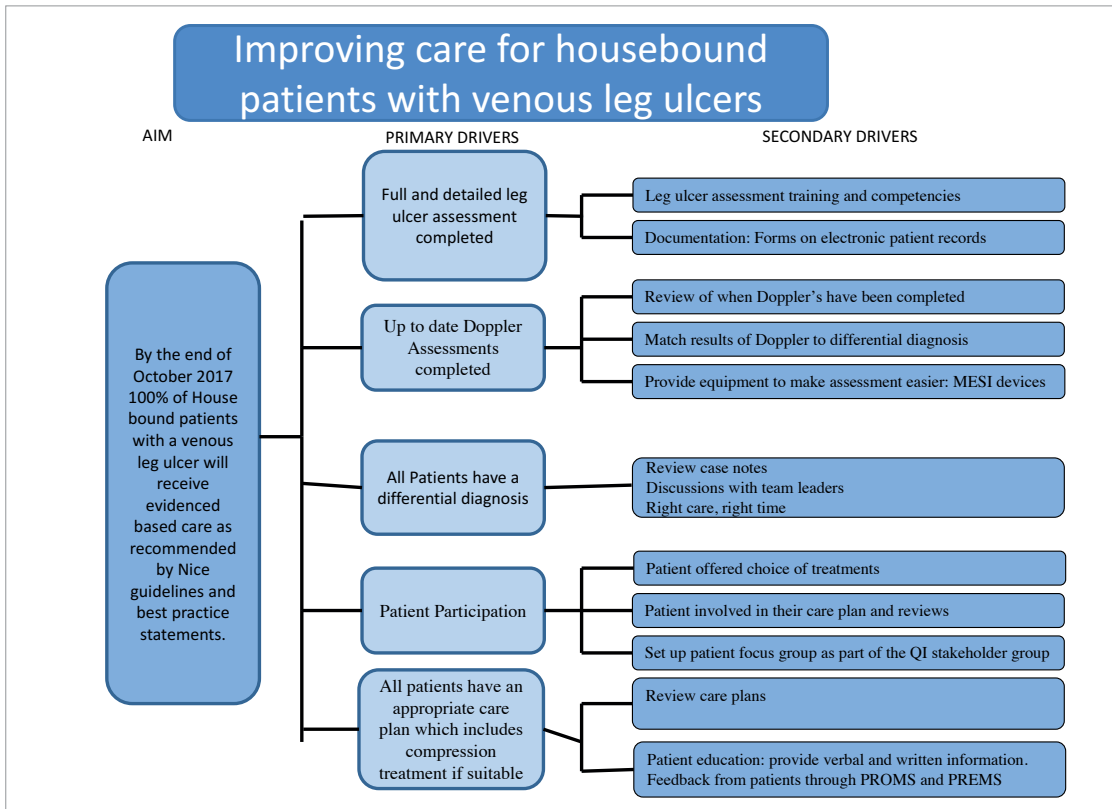 Improving care for housebound
patients with venous leg ulcers
AIM
PRIMARY DRIVERS
SECONDARY DRIVERS
By the end of
October 2017
100% of House
bound patients
with a venous
leg ulcer will
receive
evidenced
based care as
recommended
by Nice
guidelines and
best practice
statements.
Full and detailed leg
ulcer assessment
completed
Leg ulcer assessment training and competencies
Documentation: Forms on electronic patient records
Up to date Doppler
Assessments
completed
Review of when Doppler’s have been completed
Match results of Doppler to differential diagnosis
Provide equipment to make assessment easier: MESI devices
All Patients have a
differential diagnosis
Review case notes
Discussions with team leaders
Right care, right time
Patient Participation
Patient offered choice of treatments
Patient involved in their care plan and reviews
Set up patient focus group as part of the QI stakeholder group
All patients have an
appropriate care
plan which includes
compression
treatment if suitable
Review care plans
Patient education: provide verbal and written information.
Feedback from patients through PROMS and PREMS